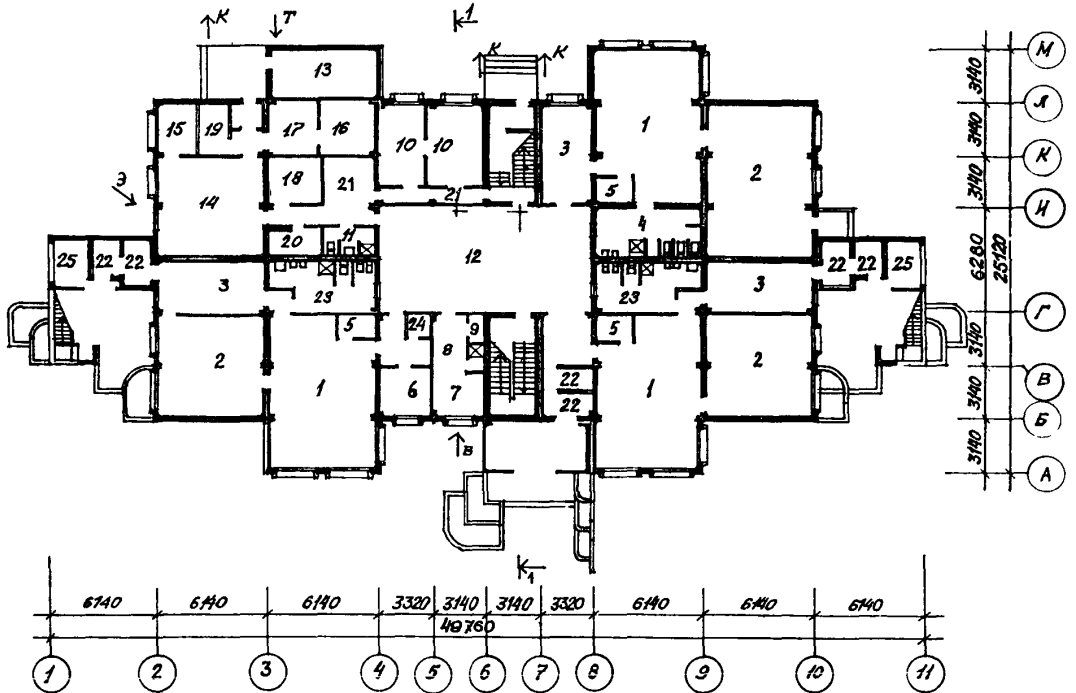 К Т 1 К К М
13 3140
15 19 17 16 10 10 3 1 2 Л
3140
18 21 5 К
Э 14 21 4 3140
И
20 11 12
25 22 22 3 23 23 3 22 22 25 6280 25120
5 24 9 5 Г
2 8 2 3140
1 6 7 22 1 В
22 3140
Б
В 3140
А
1
6140 6140 6140 3320 3140 3140 3320 6140 6140 6140
49760
1 2 3 4 5 6 7 8 9 10 11